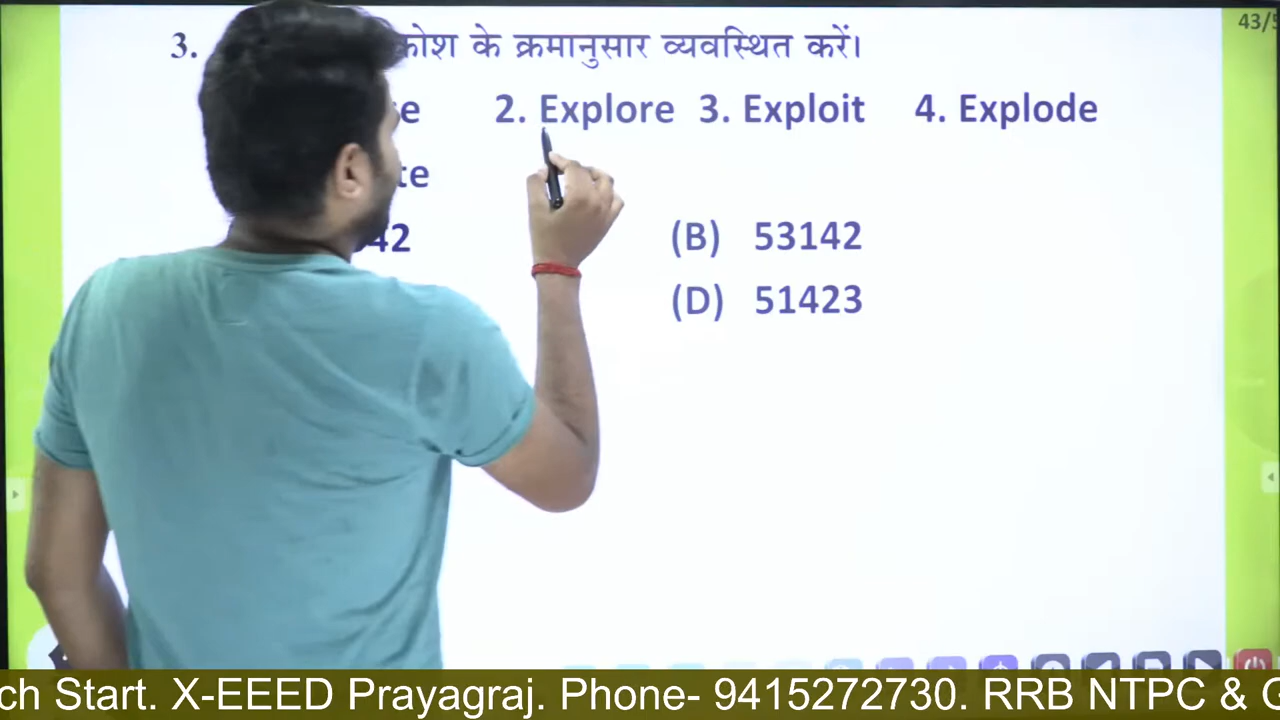 43/5
3. कोश के क्रमानुसार व्यवस्थित करें।
2. Explore 3. Exploit 4. Explode
te
42 (B) 53142
(D) 51423
ch Start. X-EEED Prayagraj. Phone- 9415272730. RRB NTPC & G